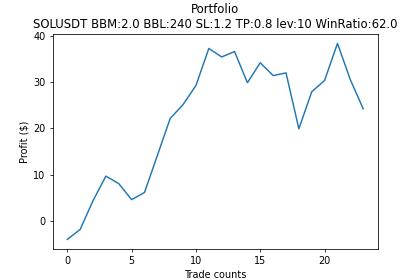 Portfolio
SOLUSDT BBM:2.0 BBL:240 SL:1.2 TP:0.8 lev:10 WinRatio:62.0
40
30
20
10
0
Profit ($)
0 5 10 15 20
Trade counts